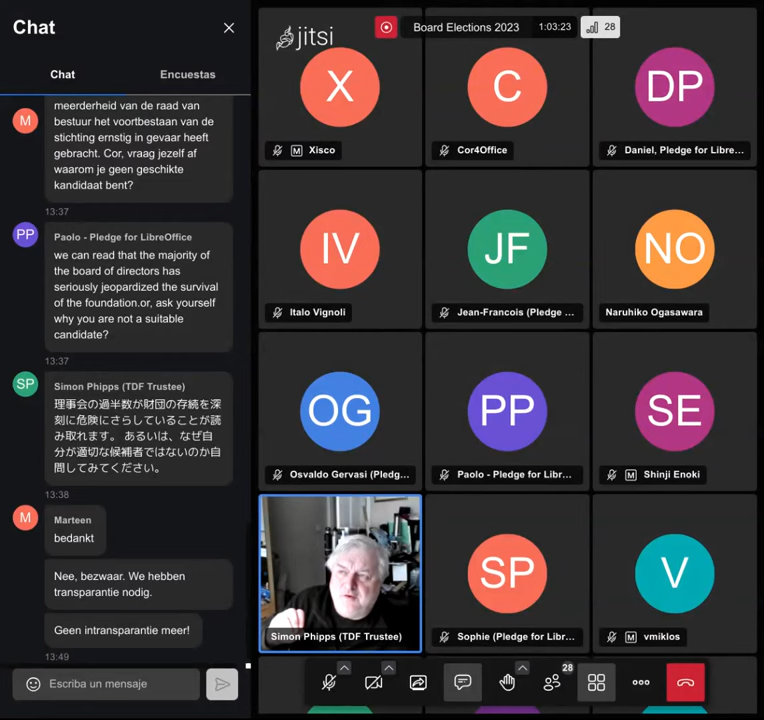 Chat
Chat
Encuestas
meerderheid van de raad van
bestuur het voortbestaan van de
stichting ernstig in gevaar heeft
gebracht. Cor, vraag jezelf af
waarom je geen geschikte
kandidaat bent?
M
13:37
PP
Paolo - Pledge for LibreOffice
we can read that the majority of
the board of directors has
seriously jeopardized the survival
of the foundation.or, ask yourself
why you are not a suitable
candidate?
13:37
SP
Simon Phipps (TDF Trustee)
理事会の過半数が財団の存続を深
刻に危険にさらしていることが読
み取れます。 あるいは、なぜ自
分が適切な候補者ではないのか自
問してみてください。
13:38
M
Marteen
bedankt
Nee, bezwaar. We hebben
transparantie nodig.
Geen intransparantie meer!
13:49
Escriba un mensaje
jitsi
Board Elections 2023
1:03:23
28
X
M Xisco
C
Cor4Office
DP
Daniel, Pledge for Libre...
IV
Italo Vignoli
JF
Jean-Francois (Pledge ...
NO
Naruhiko Ogasawara
OG
Osvaldo Gervasi (Pledg...
PP
Paolo - Pledge for Libr...
SE
M Shinji Enoki
Simon Phipps (TDF Trustee)
SP
Sophie (Pledge for Libr...
V
M vmiklos
28